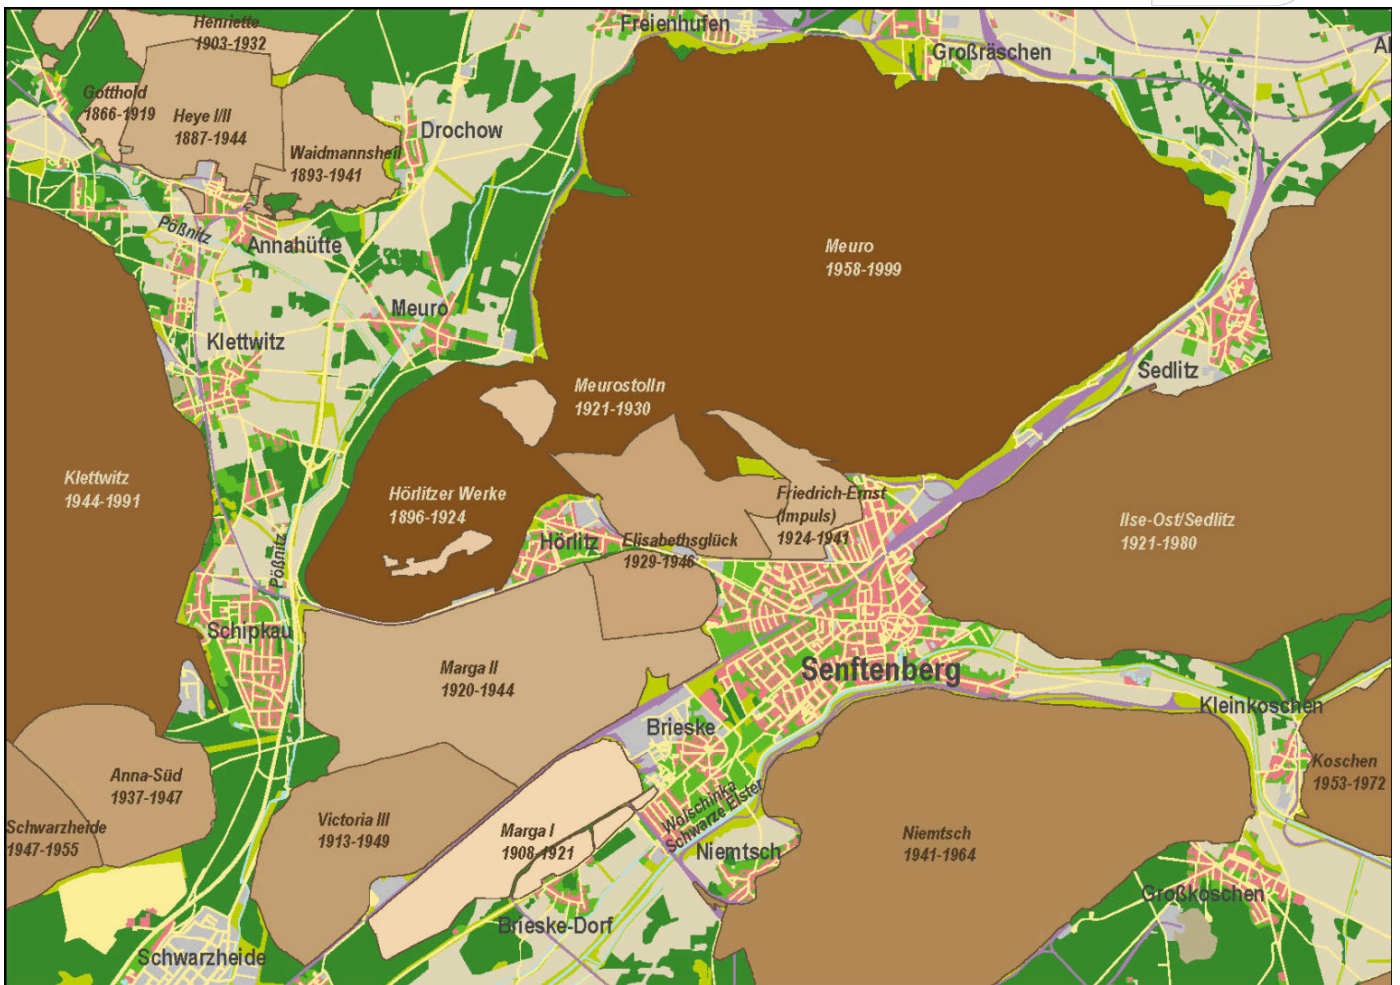 Henriette
1903-1932
Freienhufen
Großräschen
Gotthold
1866-1919
Heye I/II
1887-1944
Drochow
Waidmannsheil
1893-1941
Pößnitz
Annahütte
Meuro
1958-1999
Meuro
Klettwitz
Sedlitz
Meurostolln
1921-1930
Klettwitz
1944-1991
Hörlitzer Werke
1896-1924
Friedrich-Ernst
(Impuls)
1924-1941
Ilse-Ost/Sedlitz
1921-1980
Hörlitz
Elisabethsglück
1929-1946
Pößnitz
Schipkau
Marga II
1920-1944
Senftenberg
Kleinkoschen
Brieske
Anna-Süd
1937-1947
Koschen
1953-1972
Wolschinka
Schwarze Elster
Schwarzheide
1947-1955
Victoria III
1913-1949
Marga I
1908-1921
Niemtsch
1941-1964
Niemtsch
Großkoschen
Brieske-Dorf
Schwarzheide